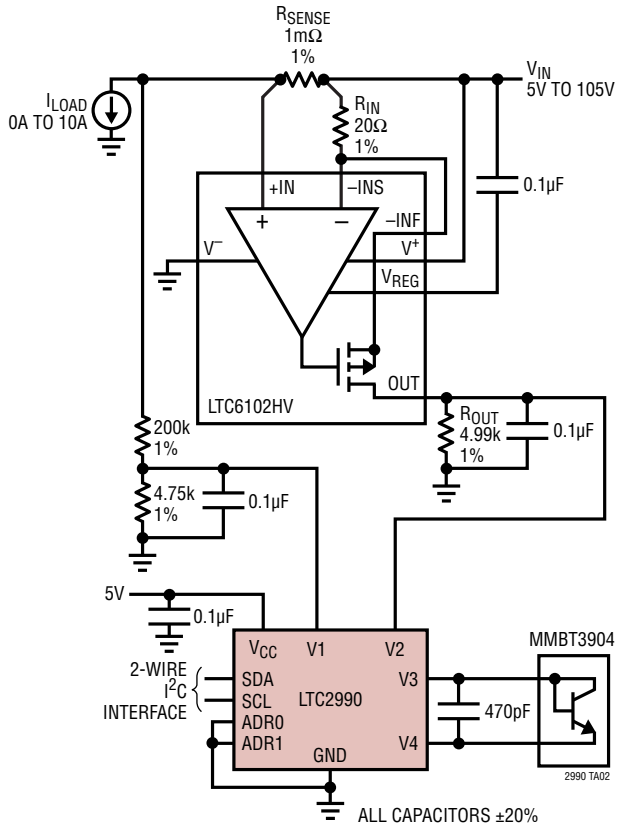 RSENSE
1mΩ
1%
ILOAD
0A TO 10A
VIN
5V TO 105V
RIN
20Ω
1%
0.1µF
+IN
–INS
+
–
–INF
V–
V+
VREG
OUT
LTC6102HV
ROUT
4.99k
1%
0.1µF
200k
1%
4.75k
1%
0.1µF
5V
0.1µF
MMBT3904
VCC
V1
V2
2-WIRE
I2C
INTERFACE
SDA
SCL
ADR0
ADR1
LTC2990
V3
V4
GND
470pF
2990 TA02
ALL CAPACITORS ±20%